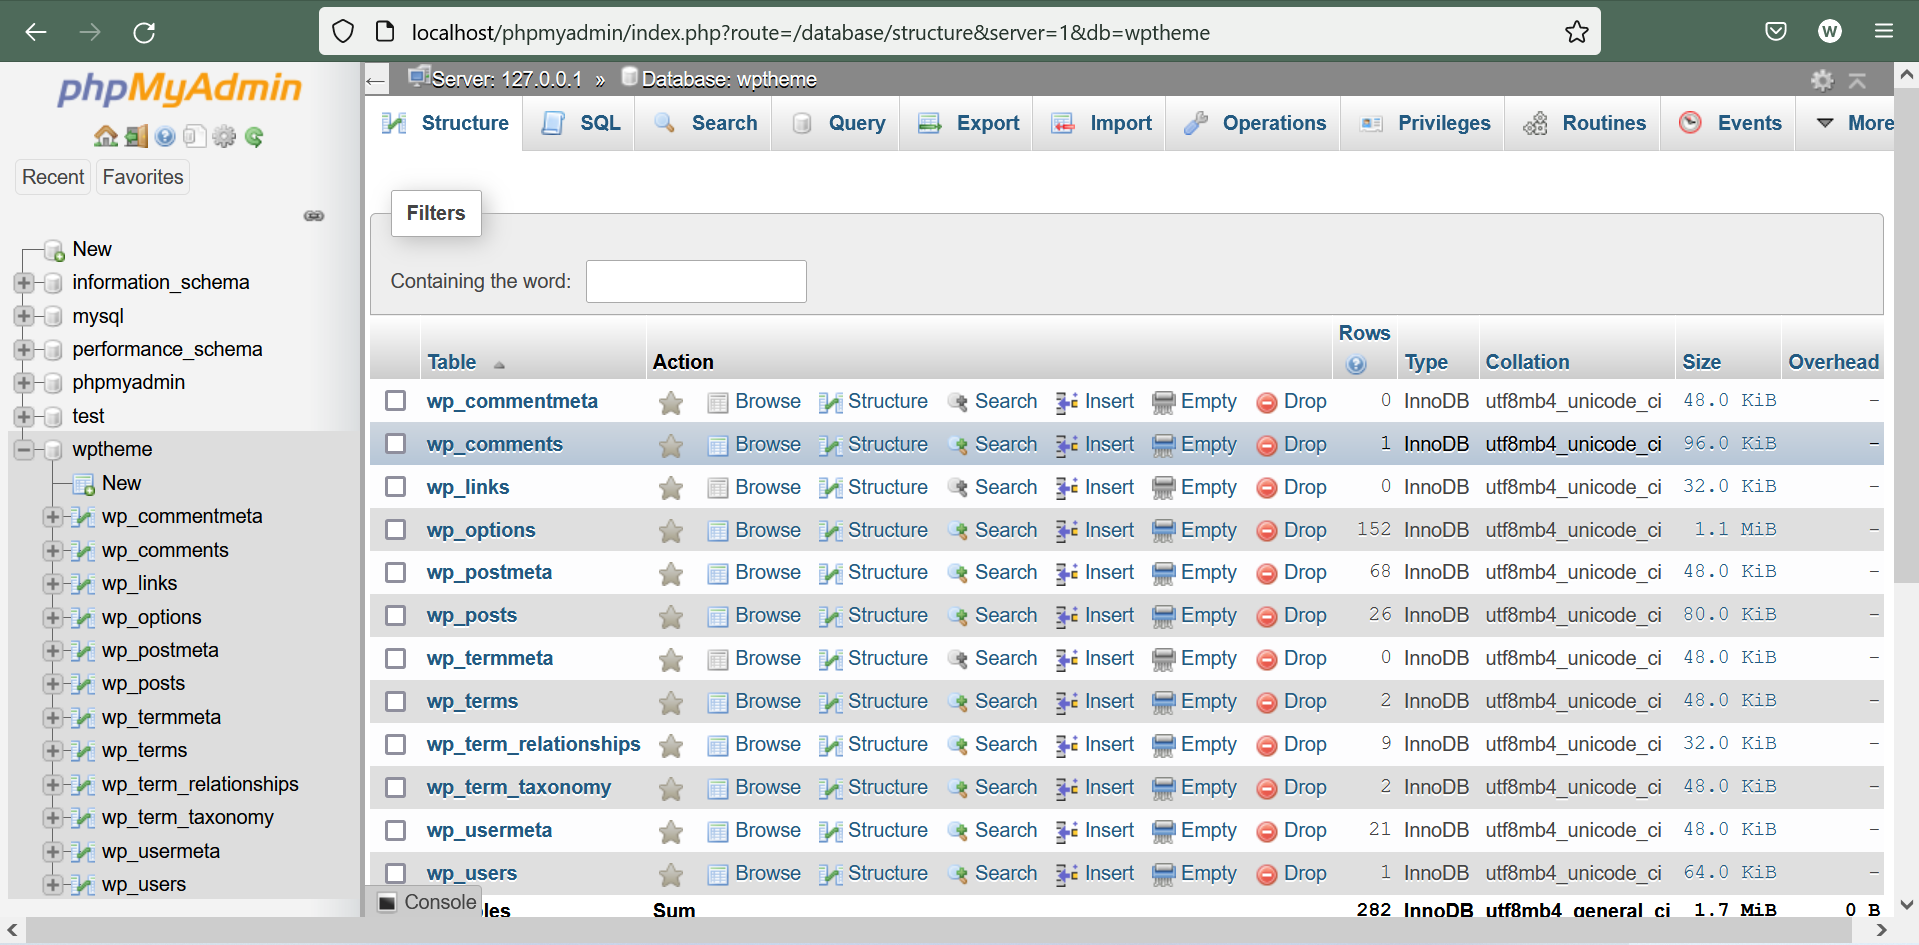 localhost/phpmyadmin/index.php?route=/database/structure&server=1&db=wptheme
W
phpMyAdmin
Recent Favorites
New
information_schema
mysql
performance_schema
phpmyadmin
test
wptheme
New
wp_commentmeta
wp_comments
wp_links
wp_options
wp_postmeta
wp_posts
wp_termmeta
wp_terms
wp_term_relationships
wp_term_taxonomy
wp_usermeta
wp_users
Server: 127.0.0.1 » Database: wptheme
Structure SQL Search Query Export Import Operations Privileges Routines Events More
Filters
Containing the word:
Table Action Rows Type Collation Size Overhead
wp_commentmeta Browse Structure Search Insert Empty Drop 0 InnoDB utf8mb4_unicode_ci 48.0 KiB -
wp_comments Browse Structure Search Insert Empty Drop 1 InnoDB utf8mb4_unicode_ci 96.0 KiB -
wp_links Browse Structure Search Insert Empty Drop 0 InnoDB utf8mb4_unicode_ci 32.0 KiB -
wp_options Browse Structure Search Insert Empty Drop 152 InnoDB utf8mb4_unicode_ci 1.1 MiB -
wp_postmeta Browse Structure Search Insert Empty Drop 68 InnoDB utf8mb4_unicode_ci 48.0 KiB -
wp_posts Browse Structure Search Insert Empty Drop 26 InnoDB utf8mb4_unicode_ci 80.0 KiB -
wp_termmeta Browse Structure Search Insert Empty Drop 0 InnoDB utf8mb4_unicode_ci 48.0 KiB -
wp_terms Browse Structure Search Insert Empty Drop 2 InnoDB utf8mb4_unicode_ci 48.0 KiB -
wp_term_relationships Browse Structure Search Insert Empty Drop 9 InnoDB utf8mb4_unicode_ci 32.0 KiB -
wp_term_taxonomy Browse Structure Search Insert Empty Drop 2 InnoDB utf8mb4_unicode_ci 48.0 KiB -
wp_usermeta Browse Structure Search Insert Empty Drop 21 InnoDB utf8mb4_unicode_ci 48.0 KiB -
wp_users Browse Structure Search Insert Empty Drop 1 InnoDB utf8mb4_unicode_ci 64.0 KiB -
Console les Sum 282 InnoDB utf8mb4_general_ci 1.7 MiB 0 B